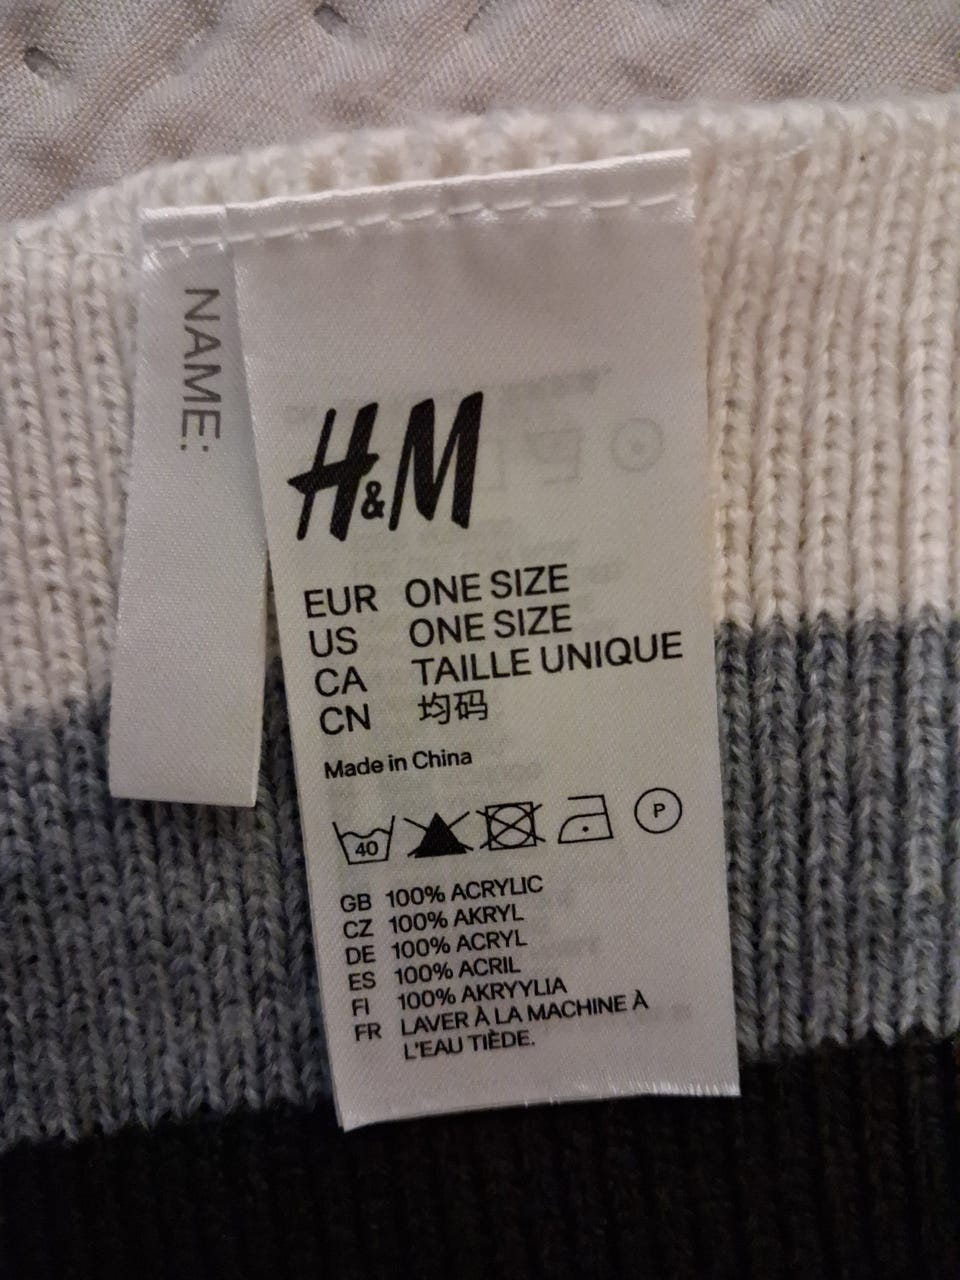 NAME:
H&M
EUR ONE SIZE
US ONE SIZE
CA TAILLE UNIQUE
CN 均码
Made in China
40 P
GB 100% ACRYLIC
CZ 100% AKRYL
DE 100% ACRYL
ES 100% ACRIL
FI 100% AKRYYLIA
FR LAVER À LA MACHINE À
L'EAU TIÈDE.